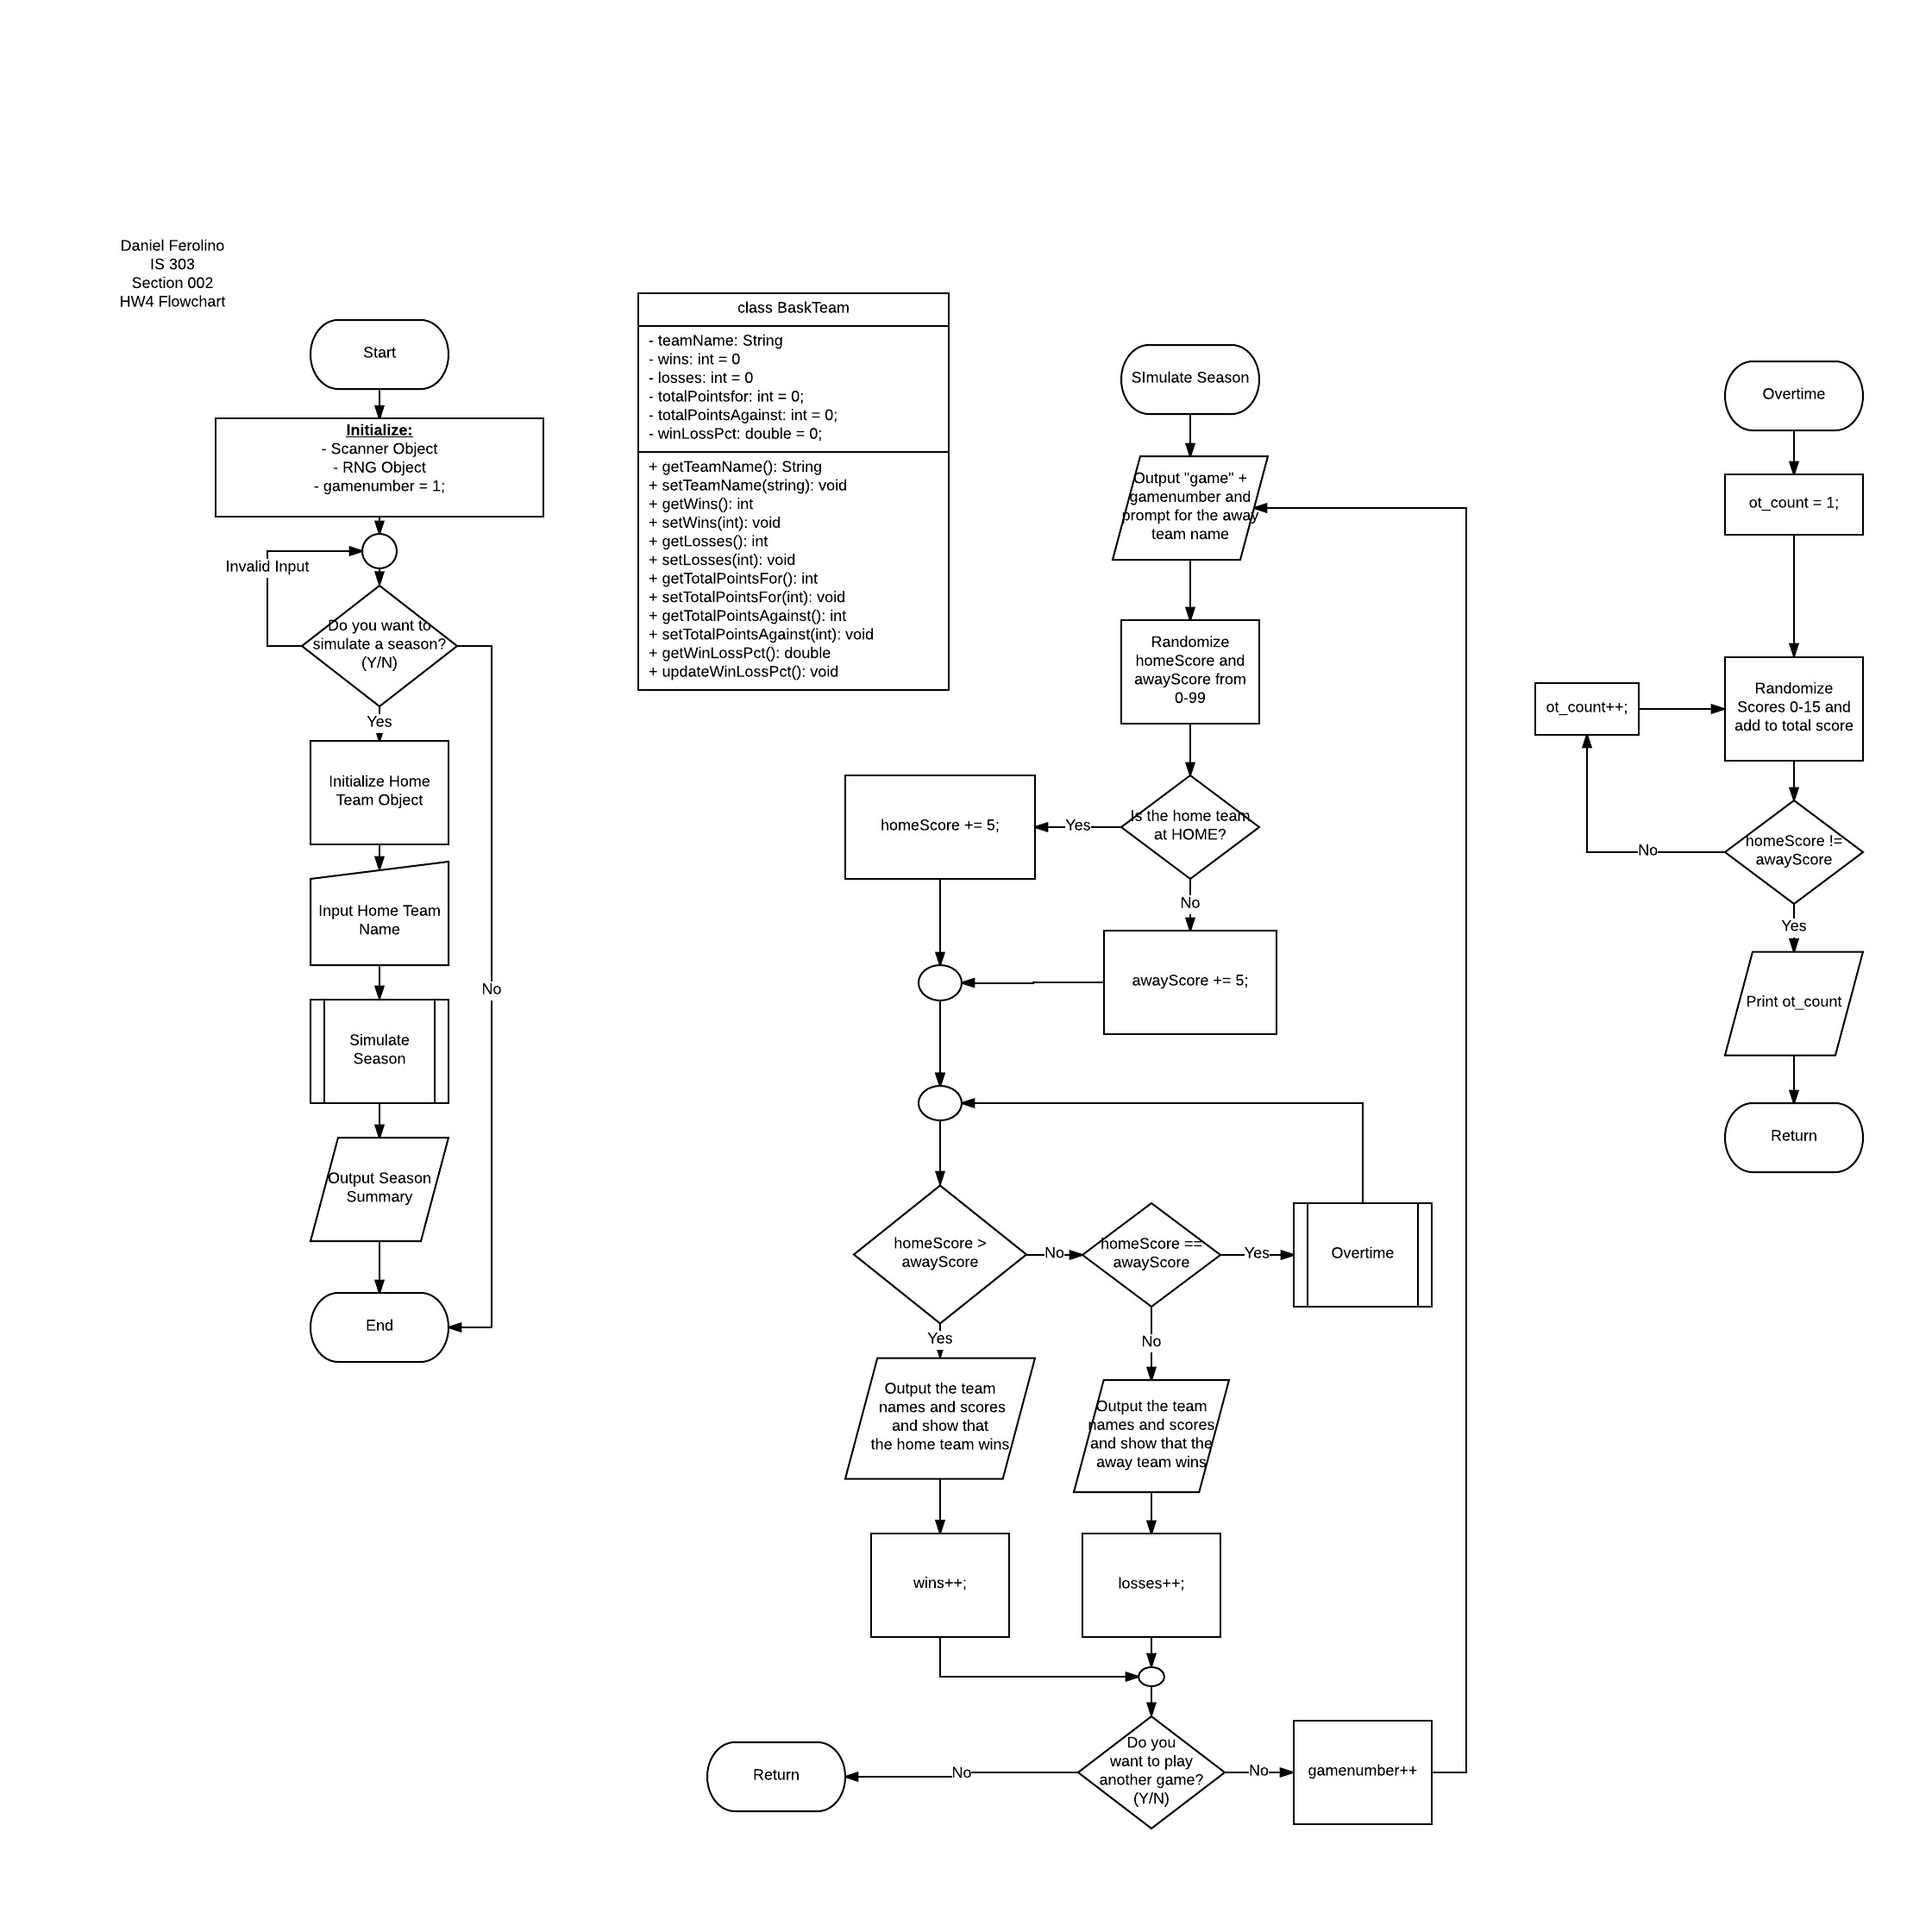 Daniel Ferolino
IS 303
Section 002
HW4 Flowchart
Start
Initialize:
- Scanner Object
- RNG Object
- gamenumber = 1;
Invalid Input
Do you want to
simulate a season?
(Y/N)
Yes
No
Initialize Home
Team Object
Input Home Team
Name
Simulate
Season
Output Season
Summary
End
class BaskTeam
- teamName: String
- wins: int = 0
- losses: int = 0
- totalPointsfor: int = 0;
- totalPointsAgainst: int = 0;
- winLossPct: double = 0;
+ getTeamName(): String
+ setTeamName(string): void
+ getWins(): int
+ setWins(int): void
+ getLosses(): int
+ setLosses(int): void
+ getTotalPointsFor(): int
+ setTotalPointsFor(int): void
+ getTotalPointsAgainst(): int
+ setTotalPointsAgainst(int): void
+ getWinLossPct(): double
+ updateWinLossPct(): void
SImulate Season
Output "game" +
gamenumber and
prompt for the away
team name
Randomize
homeScore and
awayScore from
0-99
Is the home team
at HOME?
Yes
homeScore += 5;
No
awayScore += 5;
homeScore >
awayScore
No
homeScore ==
awayScore
Yes
Overtime
Yes
No
Output the team
names and scores
and show that
the home team wins
Output the team
names and scores
and show that the
away team wins
wins++;
losses++;
Do you
want to play
another game?
(Y/N)
No
Return
No
gamenumber++
Overtime
ot_count = 1;
Randomize
Scores 0-15 and
add to total score
ot_count++;
homeScore !=
awayScore
No
Yes
Print ot_count
Return